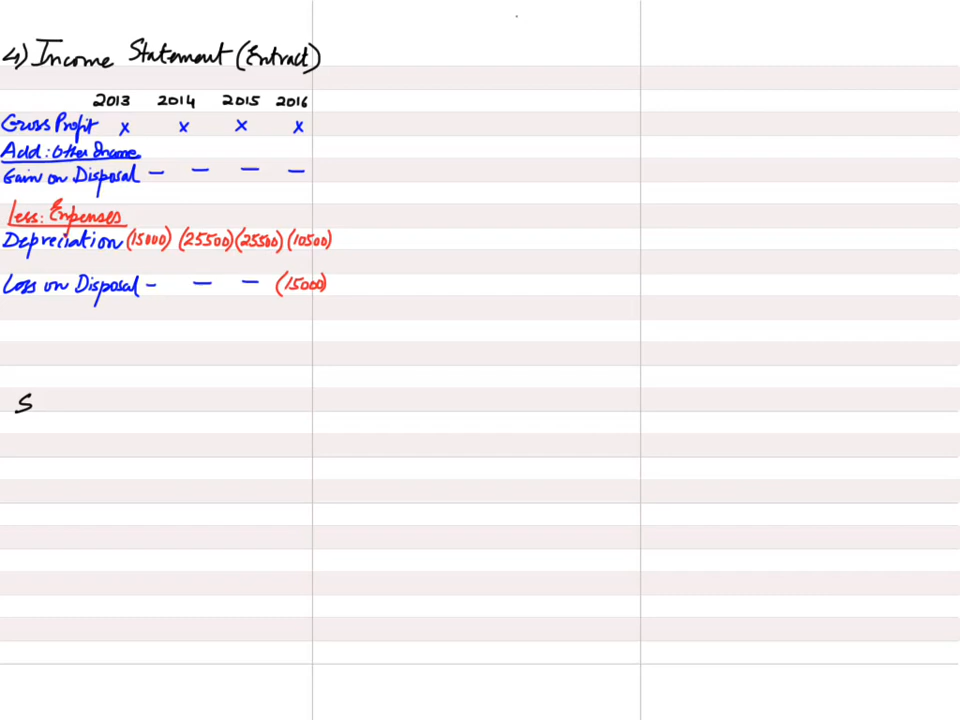 4) Income Statement (Extract)
2013 2014 2015 2016
Gross Profit x x x x
Add: Other Income
Gain on Disposal - - - -
Less: Expenses
Depreciation (15000) (25500) (25500) (10500)
Loss on Disposal - - - (15000)
S